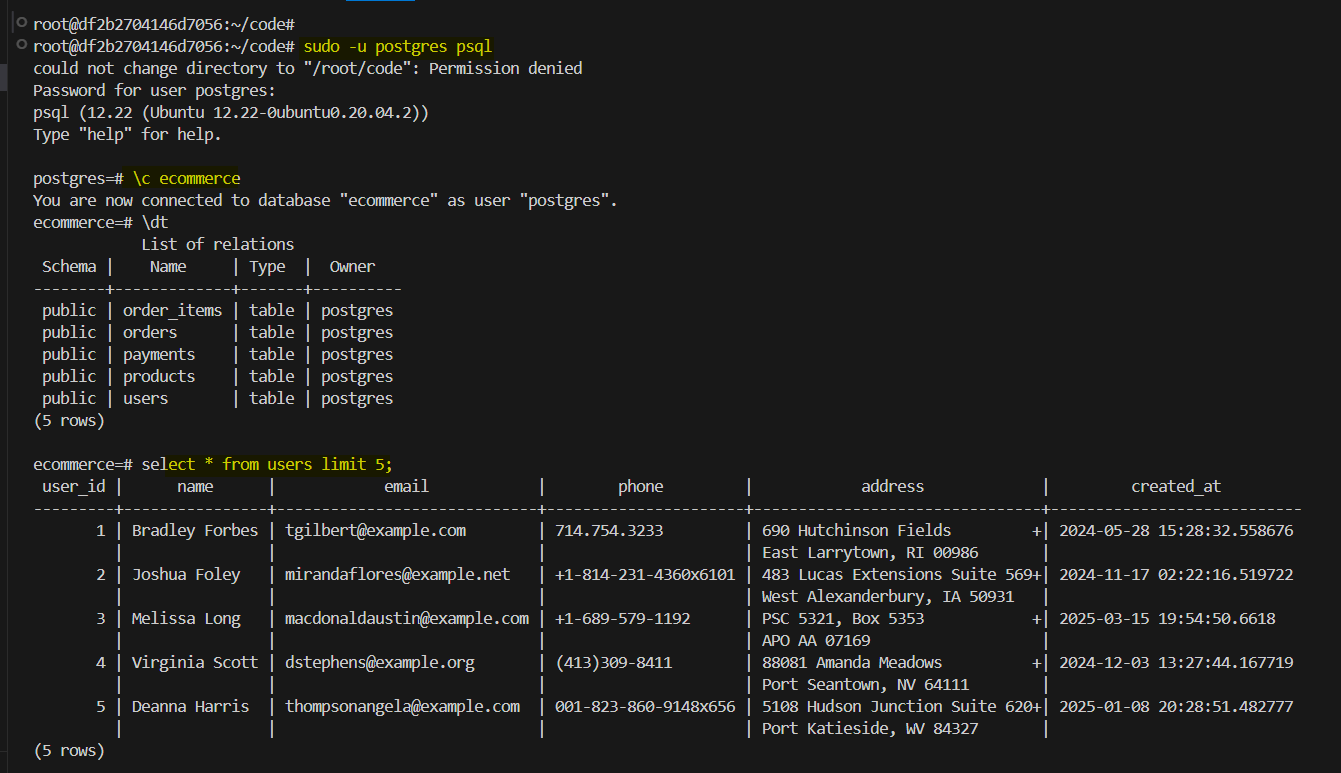 root@df2b2704146d7056:~/code#
root@df2b2704146d7056:~/code# sudo -u postgres psql
could not change directory to "/root/code": Permission denied
Password for user postgres:
psql (12.22 (Ubuntu 12.22-0ubuntu0.20.04.2))
Type "help" for help.

postgres=# \c ecommerce
You are now connected to database "ecommerce" as user "postgres".
ecommerce=# \dt
            List of relations
 Schema |    Name     | Type  |  Owner
--------+-------------+-------+----------
 public | order_items | table | postgres
 public | orders      | table | postgres
 public | payments    | table | postgres
 public | products    | table | postgres
 public | users       | table | postgres
(5 rows)

ecommerce=# select * from users limit 5;
 user_id |      name      |            email            |        phone         |            address             |         created_at
---------+----------------+-----------------------------+----------------------+--------------------------------+----------------------------
       1 | Bradley Forbes | tgilbert@example.com        | 714.754.3233         | 690 Hutchinson Fields         +| 2024-05-28 15:28:32.558676
         |                |                             |                      | East Larrytown, RI 00986       |
       2 | Joshua Foley   | mirandaflores@example.net   | +1-814-231-4360x6101 | 483 Lucas Extensions Suite 569+| 2024-11-17 02:22:16.519722
         |                |                             |                      | West Alexanderbury, IA 50931   |
       3 | Melissa Long   | macdonaldaustin@example.com | +1-689-579-1192      | PSC 5321, Box 5353            +| 2025-03-15 19:54:50.6618
         |                |                             |                      | APO AA 07169                   |
       4 | Virginia Scott | dstephens@example.org       | (413)309-8411        | 88081 Amanda Meadows          +| 2024-12-03 13:27:44.167719
         |                |                             |                      | Port Seantown, NV 64111        |
       5 | Deanna Harris  | thompsonangela@example.com  | 001-823-860-9148x656 | 5108 Hudson Junction Suite 620+| 2025-01-08 20:28:51.482777
         |                |                             |                      | Port Katieside, WV 84327       |
(5 rows)